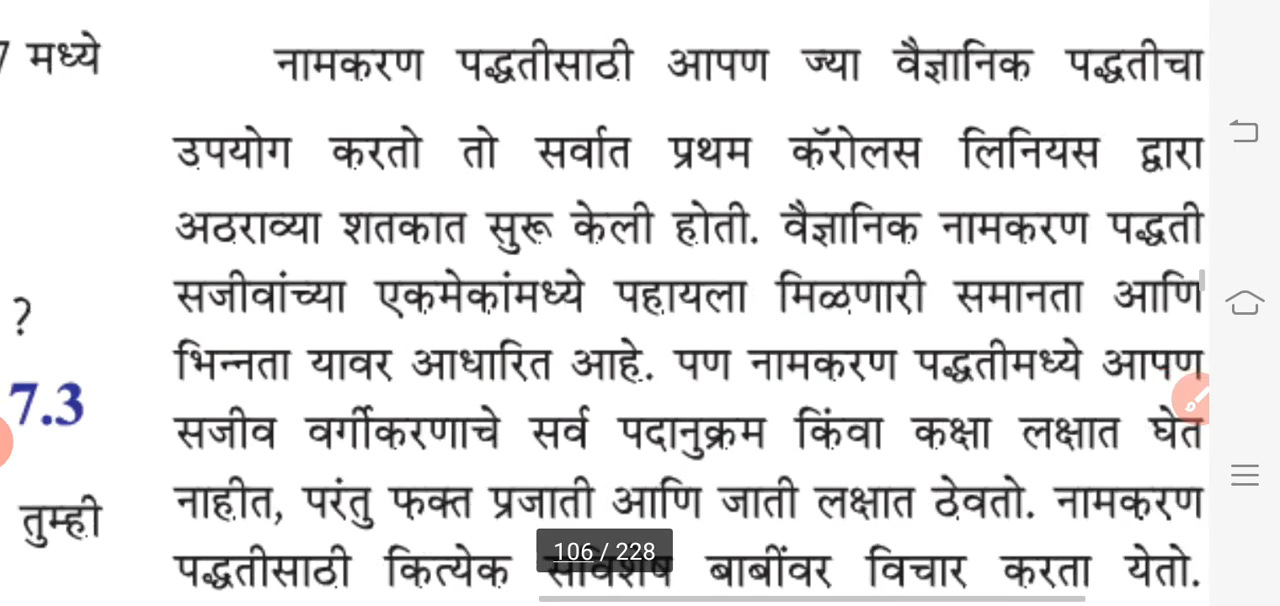 मध्ये
?
7.3
तुम्ही
नामकरण पद्धतीसाठी आपण ज्या वैज्ञानिक पद्धतीचा
उपयोग करतो तो सर्वात प्रथम कॅरोलस लिनियस द्वारा
अठराव्या शतकात सुरू केली होती. वैज्ञानिक नामकरण पद्धती
सजीवांच्या एकमेकांमध्ये पहायला मिळणारी समानता आणि
भिन्नता यावर आधारित आहे. पण नामकरण पद्धतीमध्ये आपण
सजीव वर्गीकरणाचे सर्व पदानुक्रम किंवा कक्षा लक्षात घेत
नाहीत, परंतु फक्त प्रजाती आणि जाती लक्षात ठेवतो. नामकरण
पद्धतीसाठी कित्येक बाबींवर विचार करता येतो.
106 / 228